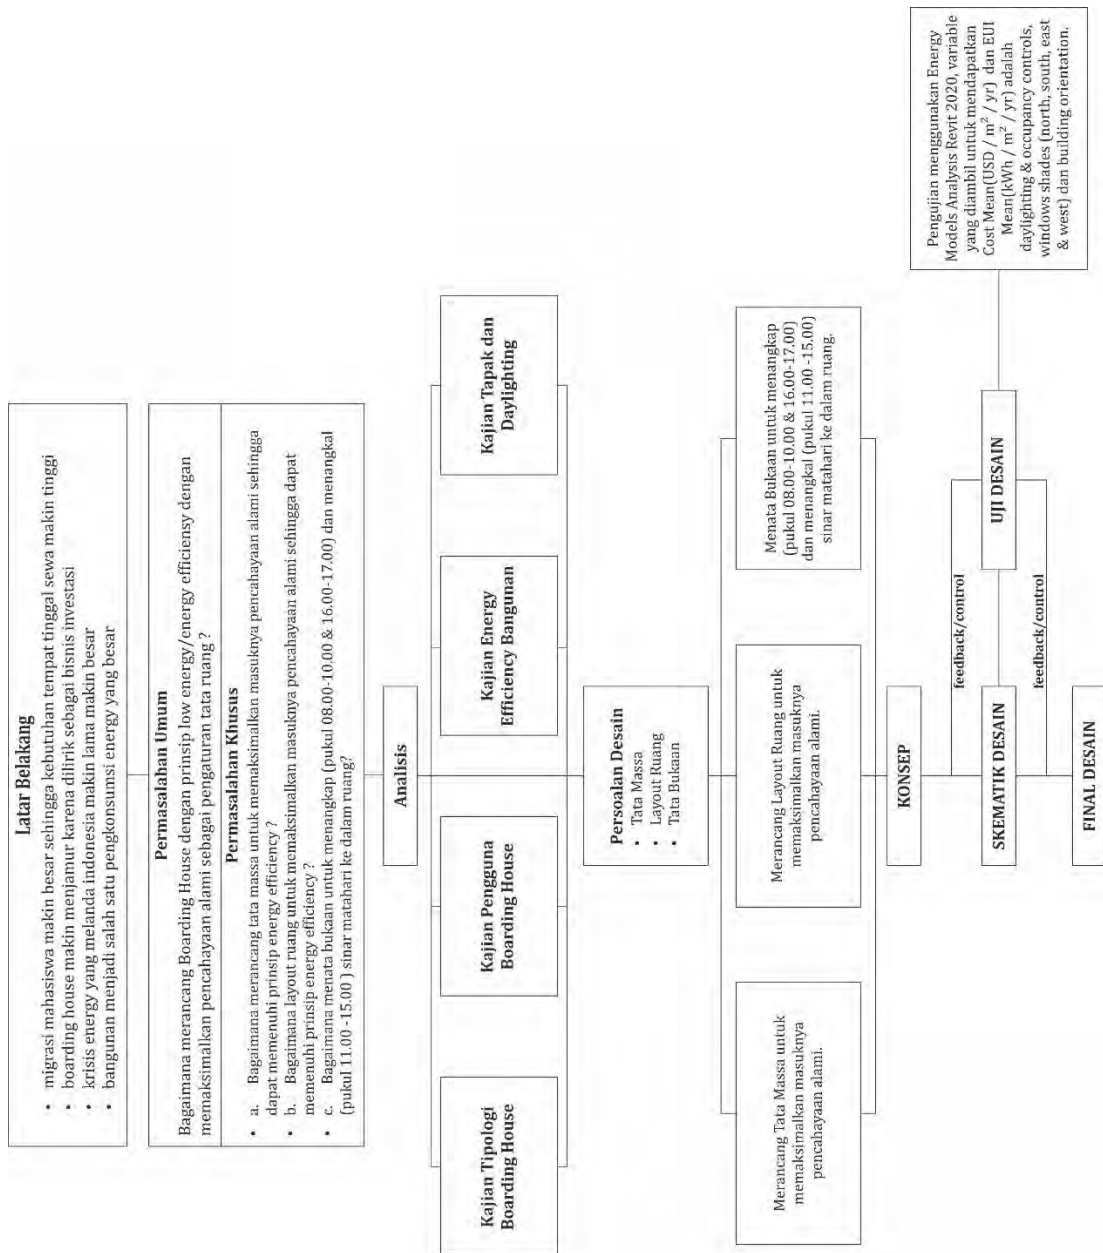 Latar Belakang
• migrasi mahasiswa makin besar sehingga kebutuhan tempat tinggal sewa makin tinggi
• boarding house makin menjamur karena dilirik sebagai bisnis investasi
• krisis energy yang melanda indonesia makin lama makin besar
• bangunan menjadi salah satu pengkonsumsi energy yang besar
Permasalahan Umum
Bagaimana merancang Boarding House dengan prinsip low energy/energy efficiensy dengan
memaksimalkan pencahayaan alami sebagai pengaturan tata ruang ?
Permasalahan Khusus
• a. Bagaimana merancang tata massa untuk memaksimalkan masuknya pencahayaan alami sehingga
dapat memenuhi prinsip energy efficiency ?
• b. Bagaimana layout ruang untuk memaksimalkan masuknya pencahayaan alami sehingga dapat
memenuhi prinsip energy efficiency ?
• c. Bagaimana menata bukaan untuk menangkap (pukul 08.00-10.00 & 16.00-17.00) dan menangkal
(pukul 11.00 -15.00 ) sinar matahari ke dalam ruang?
Analisis
Kajian Tipologi
Boarding House
Kajian Pengguna
Boarding House
Kajian Energy
Efficiency Bangunan
Kajian Tapak dan
Daylighting
Persoalan Desain
• Tata Massa
• Layout Ruang
• Tata Bukaan
Merancang Tata Massa untuk
memaksimalkan masuknya
pencahayaan alami.
Merancang Layout Ruang untuk
memaksimalkan masuknya
pencahayaan alami.
Menata Bukaan untuk menangkap
(pukul 08.00-10.00 & 16.00-17.00)
dan menangkal (pukul 11.00 -15.00)
sinar matahari ke dalam ruang.
KONSEP
feedback/control
SKEMATIK DESAIN
UJI DESAIN
feedback/control
FINAL DESAIN
Pengujian menggunakan Energy
Models Analysis Revit 2020, variable
yang diambil untuk mendapatkan
Cost Mean(USD / m² / yr) dan EUI
Mean(kWh / m² / yr) adalah
daylighting & occupancy controls,
windows shades (north, south, east
& west) dan building orientation.